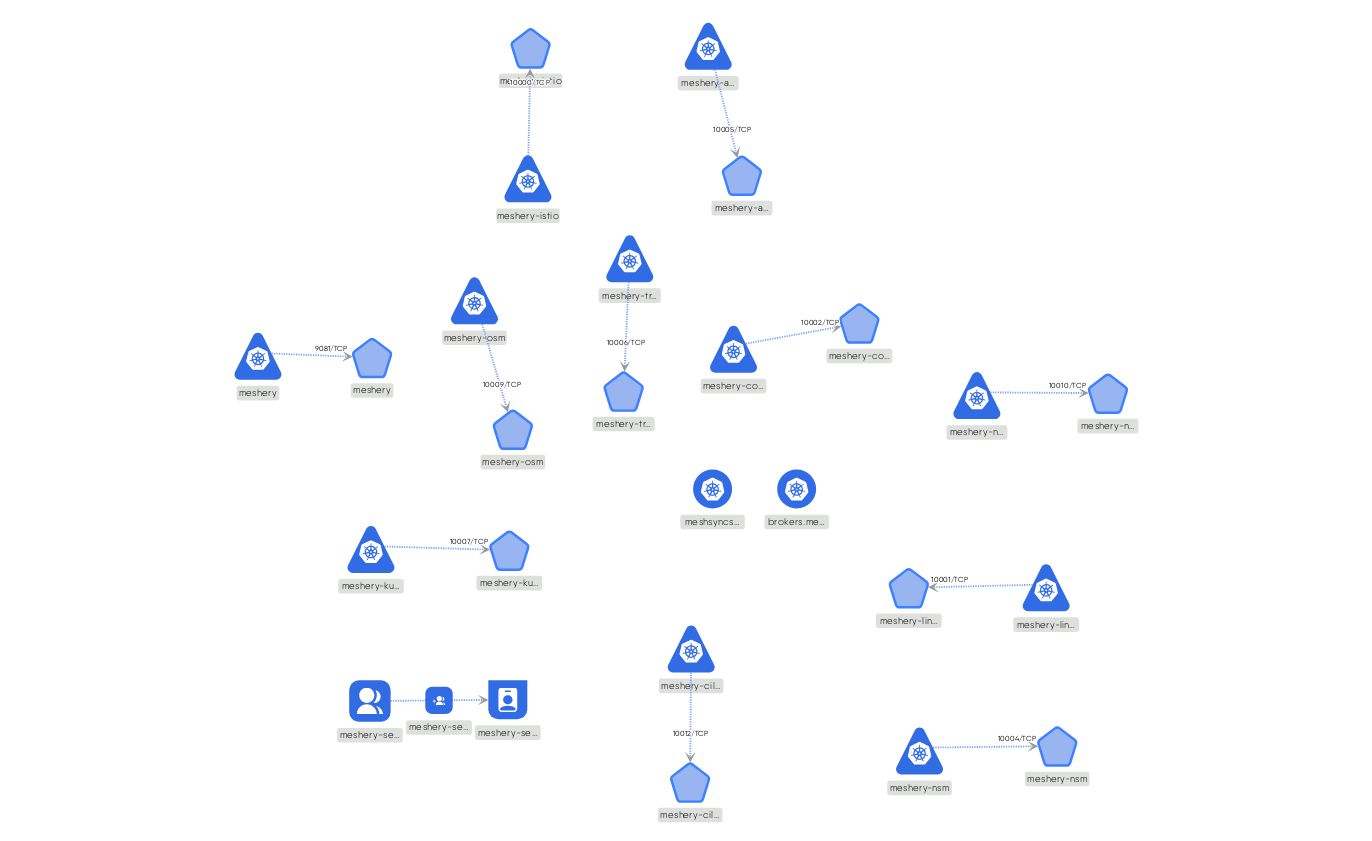 10000/TCP
meshery-a...
10005/TCP
meshery-istio
meshery-a...
meshery-tr...
meshery-osm
10002/TCP
10006/TCP
9081/TCP
meshery-co...
10009/TCP
meshery-co...
meshery
meshery
10010/TCP
meshery-tr...
meshery-n...
meshery-n...
meshery-osm
meshsyncs...
brokers.me...
10007/TCP
meshery-ku...
meshery-ku...
10001/TCP
meshery-lin...
meshery-lin...
meshery-cil...
meshery-se...
meshery-se...
meshery-se...
10012/TCP
10004/TCP
meshery-nsm
meshery-nsm
meshery-cil...